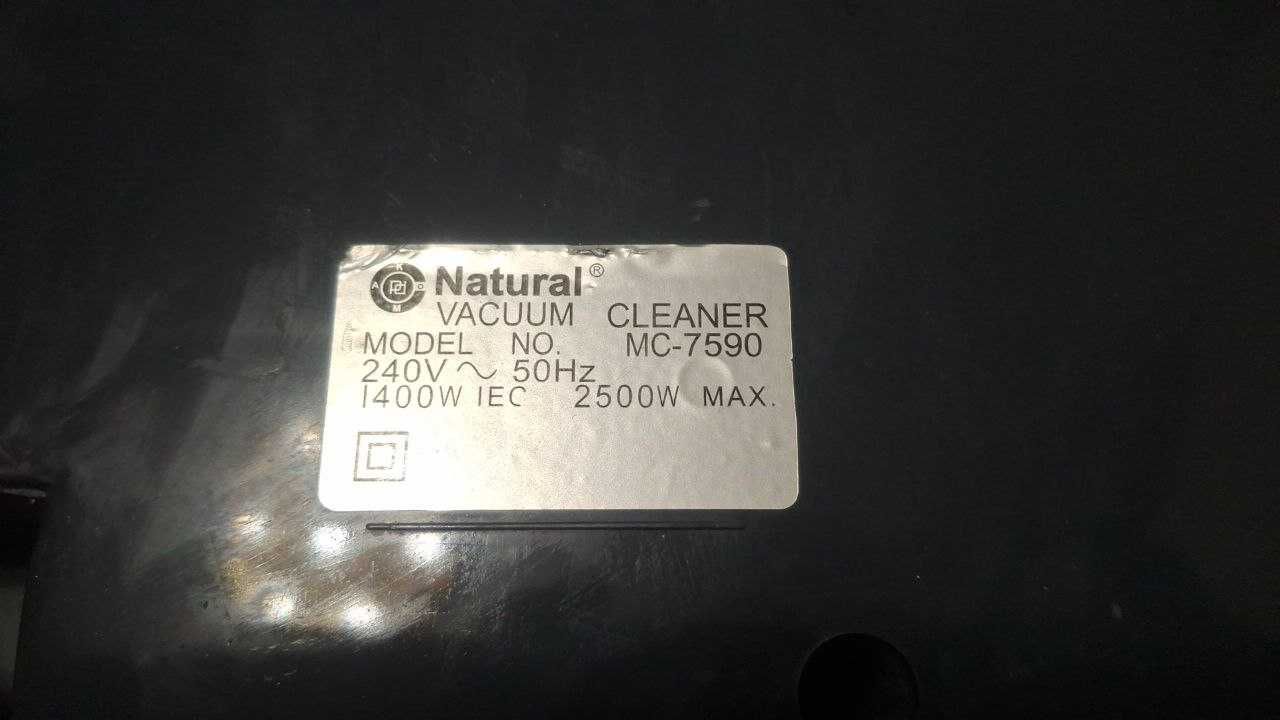 Natural®
VACUUM CLEANER
MODEL NO. MC-7590
240V ~ 50Hz
1400W IEC 2500W MAX.